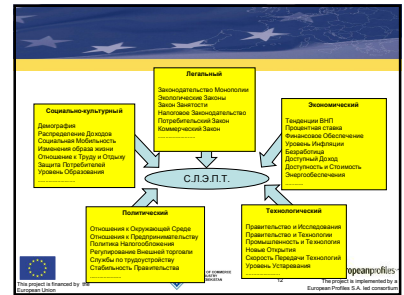 Легальный
Законодательство Монополии
Экологические Законы
Закон Занятости
Налоговое Законодательство
Потребительский Закон
Коммерческий Закон
Социально-культурный
Демография
Распределение Доходов
Социальная Мобильность
Изменения образа жизни
Отношение к Труду и Отдыху
Защита Потребителей
Уровень Образования
Экономический
Тенденции ВНП
Процентная ставка
Финансовое Обеспечение
Уровень Инфляции
Безработица
Доступный Доход
Доступность и Стоимость
Энергообеспечения
С.Л.Э.П.Т.
Политический
Отношения к Окружающей Среде
Отношения к Предпринимательству
Политика Налогообложения
Регулирование Внешней торговли
Службы по трудоустройству
Стабильность Правительства
Технологический
Правительство и Исследования
Правительство и Технологии
Промышленность и Технология
Новые Открытия
Скорость Передачи Технологий
Уровень Устаревания
OF COMMERCE
europeanprofiles
This project is financed by the
European Union
12
The project is implemented by a
European Profiles S.A. led consortium